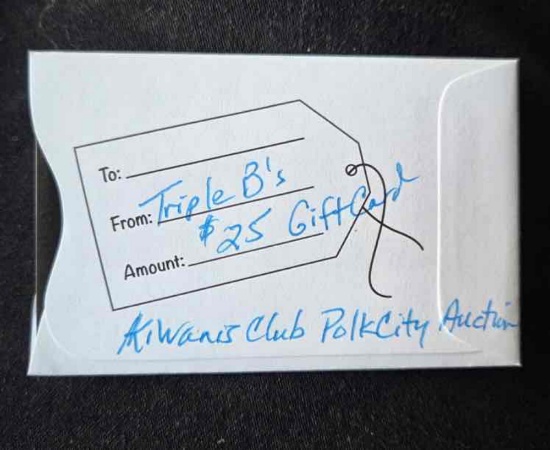 To:
Triple B's
From:
$25 Gift Card
Amount:
Kiwanis Club Polk City Auction